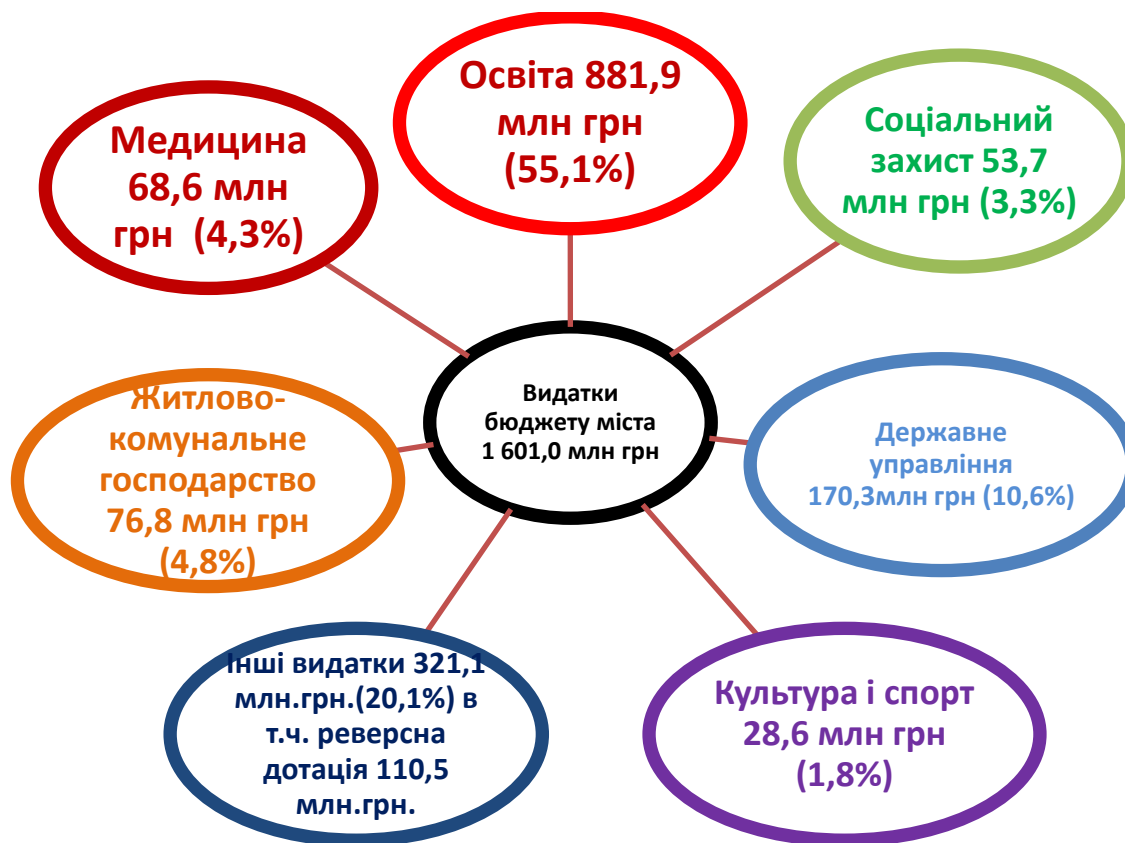 Освіта 881,9
млн грн
(55,1%)
Медицина
68,6 млн
грн (4,3%)
Соціальний
захист 53,7
млн грн (3,3%)
Видатки
бюджету міста
1 601,0 млн грн
Житлово-
комунальне
господарство
76,8 млн грн
(4,8%)
Державне
управління
170,3млн грн (10,6%)
Інші видатки 321,1
млн.грн.(20,1%) в
т.ч. реверсна
дотація 110,5
млн.грн.
Культура і спорт
28,6 млн грн
(1,8%)